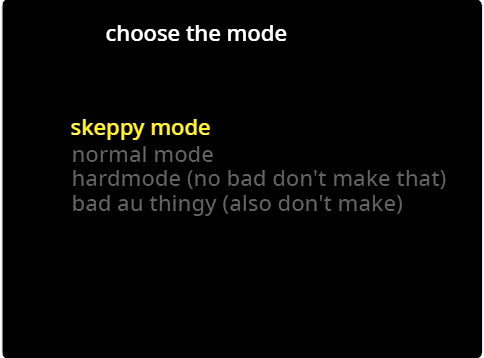 choose the mode
skeppy mode
normal mode
hardmode (no bad don't make that)
bad au thingy (also don't make)